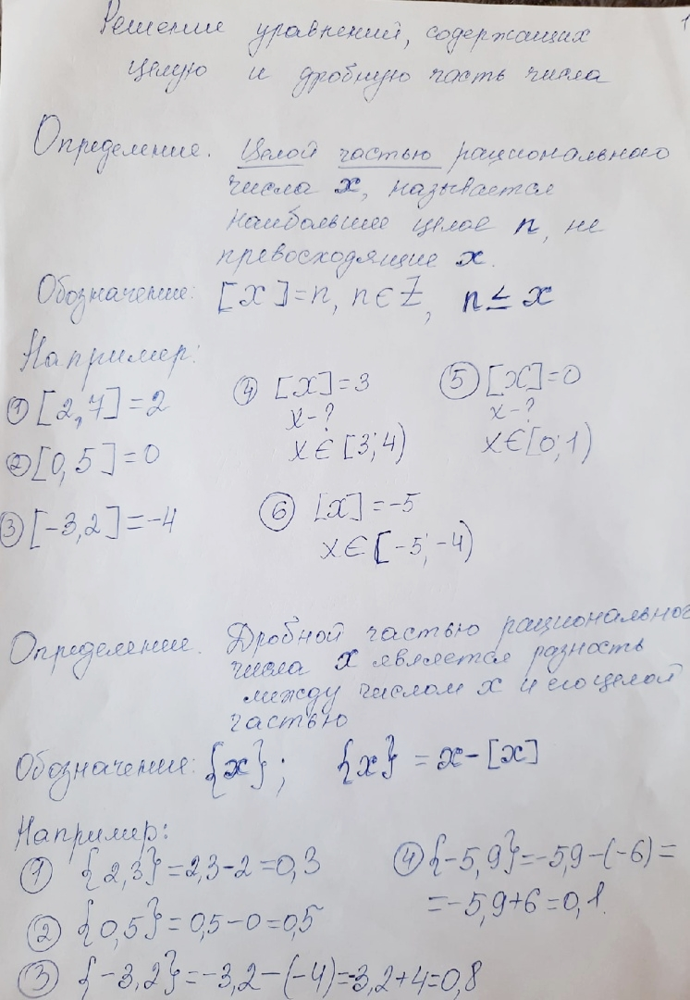 1
Решение уравнений, содержащих
целую и дробную часть числа
Определение. Целой частью рационального
числа x, называется
наибольшее целое n, не
превосходящие x.
Обозначение: [x]=n, n∈Z, n≤x
Например:
① [2,7]=2
② [0,5]=0
③ [-3,2]=-4
④ [x]=3
x-?
x∈[3;4)
⑤ [x]=0
x-?
x∈[0;1)
⑥ [x]=-5
x∈[-5;-4)
Определение. Дробной частью рационального
числа x является разность
между числом x и его целой
частью
Обозначение: {x}; {x} = x-[x]
Например:
① {2,3}=2,3-2=0,3
② {0,5}=0,5-0=0,5
③ {-3,2}=-3,2-(-4)=-3,2+4=0,8
④ {-5,9}=-5,9-(-6)=
=-5,9+6=0,1.